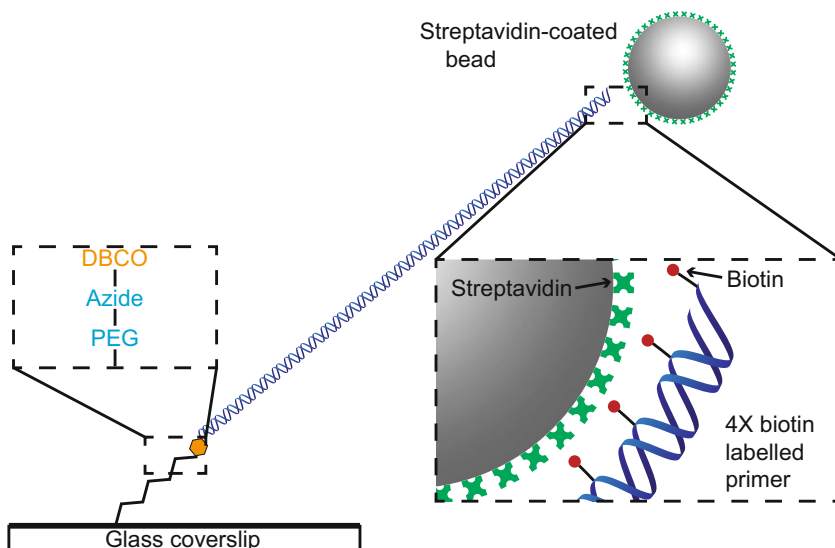 Streptavidin-coated
bead
DBCO
Azide
PEG
Streptavidin
Biotin
4X biotin
labelled
primer
Glass coverslip